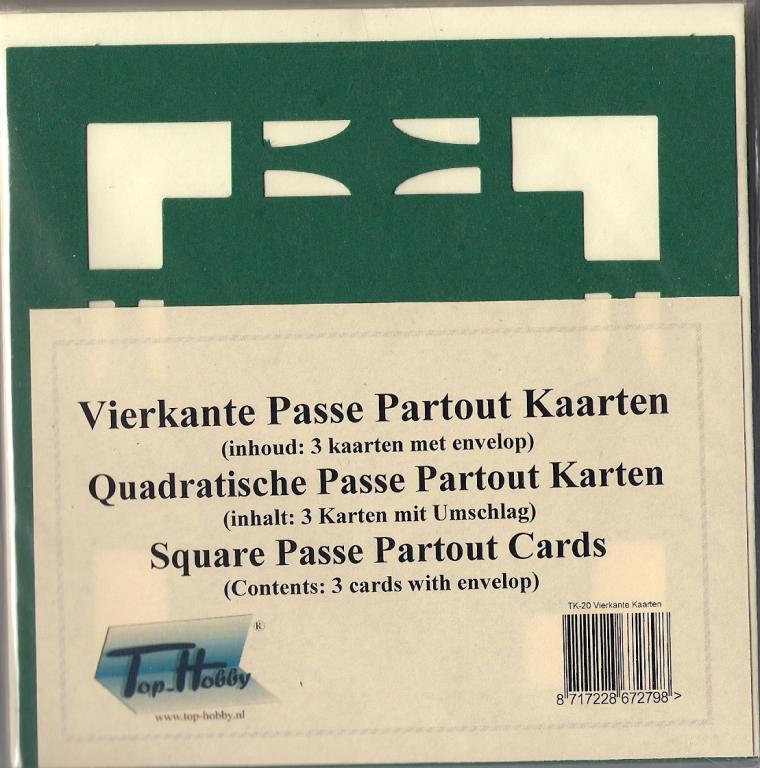 Vierkante Passe Partout Kaarten
(inhoud: 3 kaarten met envelop)
Quadratische Passe Partout Karten
(inhalt: 3 Karten mit Umschlag)
Square Passe Partout Cards
(Contents: 3 cards with envelop)
TK-20 Vierkante Kaarten
8 717228 672798 >
Top-Hobby ®
www.top-hobby.nl